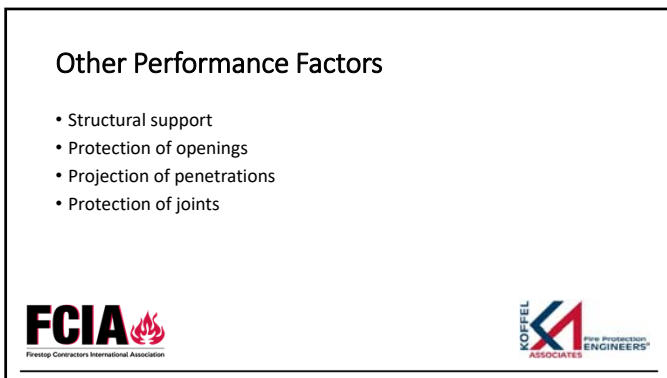 Other Performance Factors
• Structural support
• Protection of openings
• Projection of penetrations
• Protection of joints
FCIA
Firestop Contractors International Association
KOFFEL
KA
ASSOCIATES
Fire Protection
ENGINEERS®